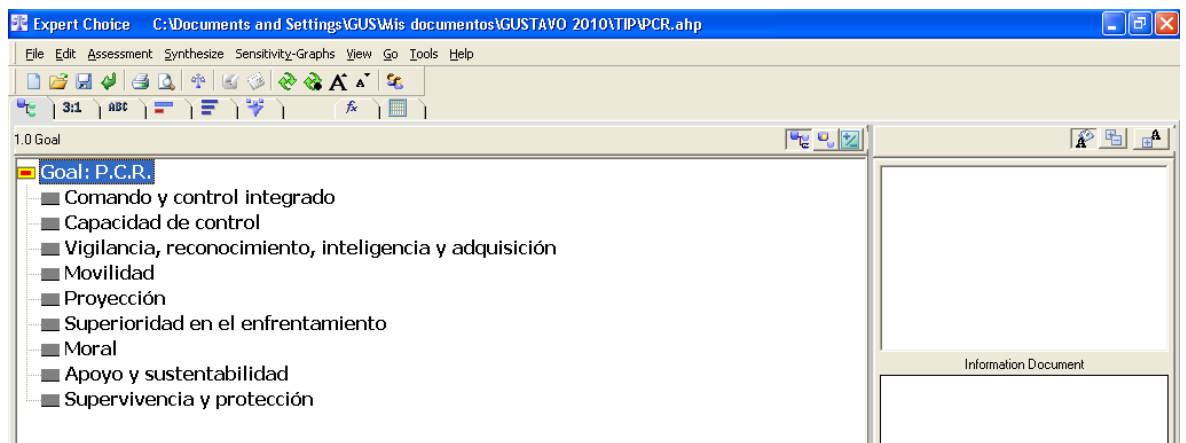 Expert Choice C:\Documents and Settings\GUS\Mis documentos\GUSTAVO 2010\TIP\PCR.ahp
File Edit Assessment Synthesize Sensitivity-Graphs View Go Tools Help
A A
3:1 ABC fx
1.0 Goal
A A
Goal: P.C.R.
Comando y control integrado
Capacidad de control
Vigilancia, reconocimiento, inteligencia y adquisición
Movilidad
Proyección
Superioridad en el enfrentamiento
Moral
Apoyo y sustentabilidad
Supervivencia y protección
Information Document